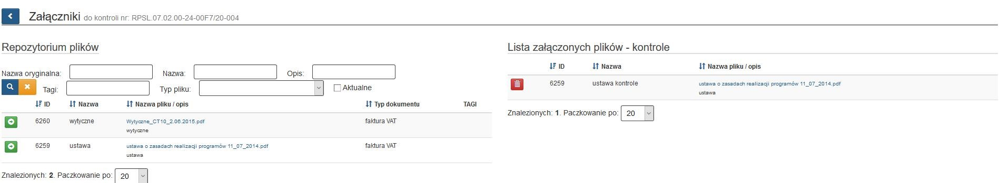 Załączniki do kontroli nr: RPSL.07.02.00-24-00F7/20-004
Repozytorium plików
Nazwa oryginalna: Nazwa: Opis:
Tagi: Typ pliku: Aktualne
ID Nazwa Nazwa pliku / opis Typ dokumentu TAGI
6260 wytyczne Wytyczne_CT10_2.06.2015.pdf faktura VAT
wytyczne
6259 ustawa ustawa o zasadach realizacji programów 11_07_2014.pdf faktura VAT
ustawa
Znalezionych: 2. Paczkowanie po: 20
Lista załączonych plików - kontrole
ID Nazwa Nazwa pliku / opis
6259 ustawa kontrole ustawa o zasadach realizacji programów 11_07_2014.pdf
ustawa
Znalezionych: 1. Paczkowanie po: 20